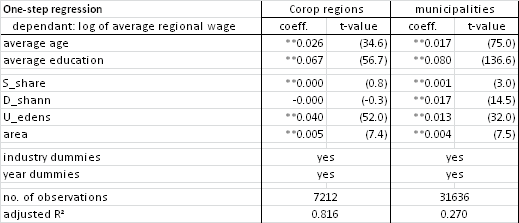 One-step regression Corop regions municipalities
dependant: log of average regional wage coeff. t-value coeff. t-value
average age **0.026 (34.6) **0.017 (75.0)
average education **0.067 (56.7) **0.080 (136.6)
S_share **0.000 (0.8) **0.001 (3.0)
D_shann -0.000 (-0.3) **0.017 (14.5)
U_edens **0.040 (52.0) **0.013 (32.0)
area **0.005 (7.4) **0.004 (7.5)
industry dummies yes yes
year dummies yes yes
no. of observations 7212 31636
adjusted R² 0.816 0.270